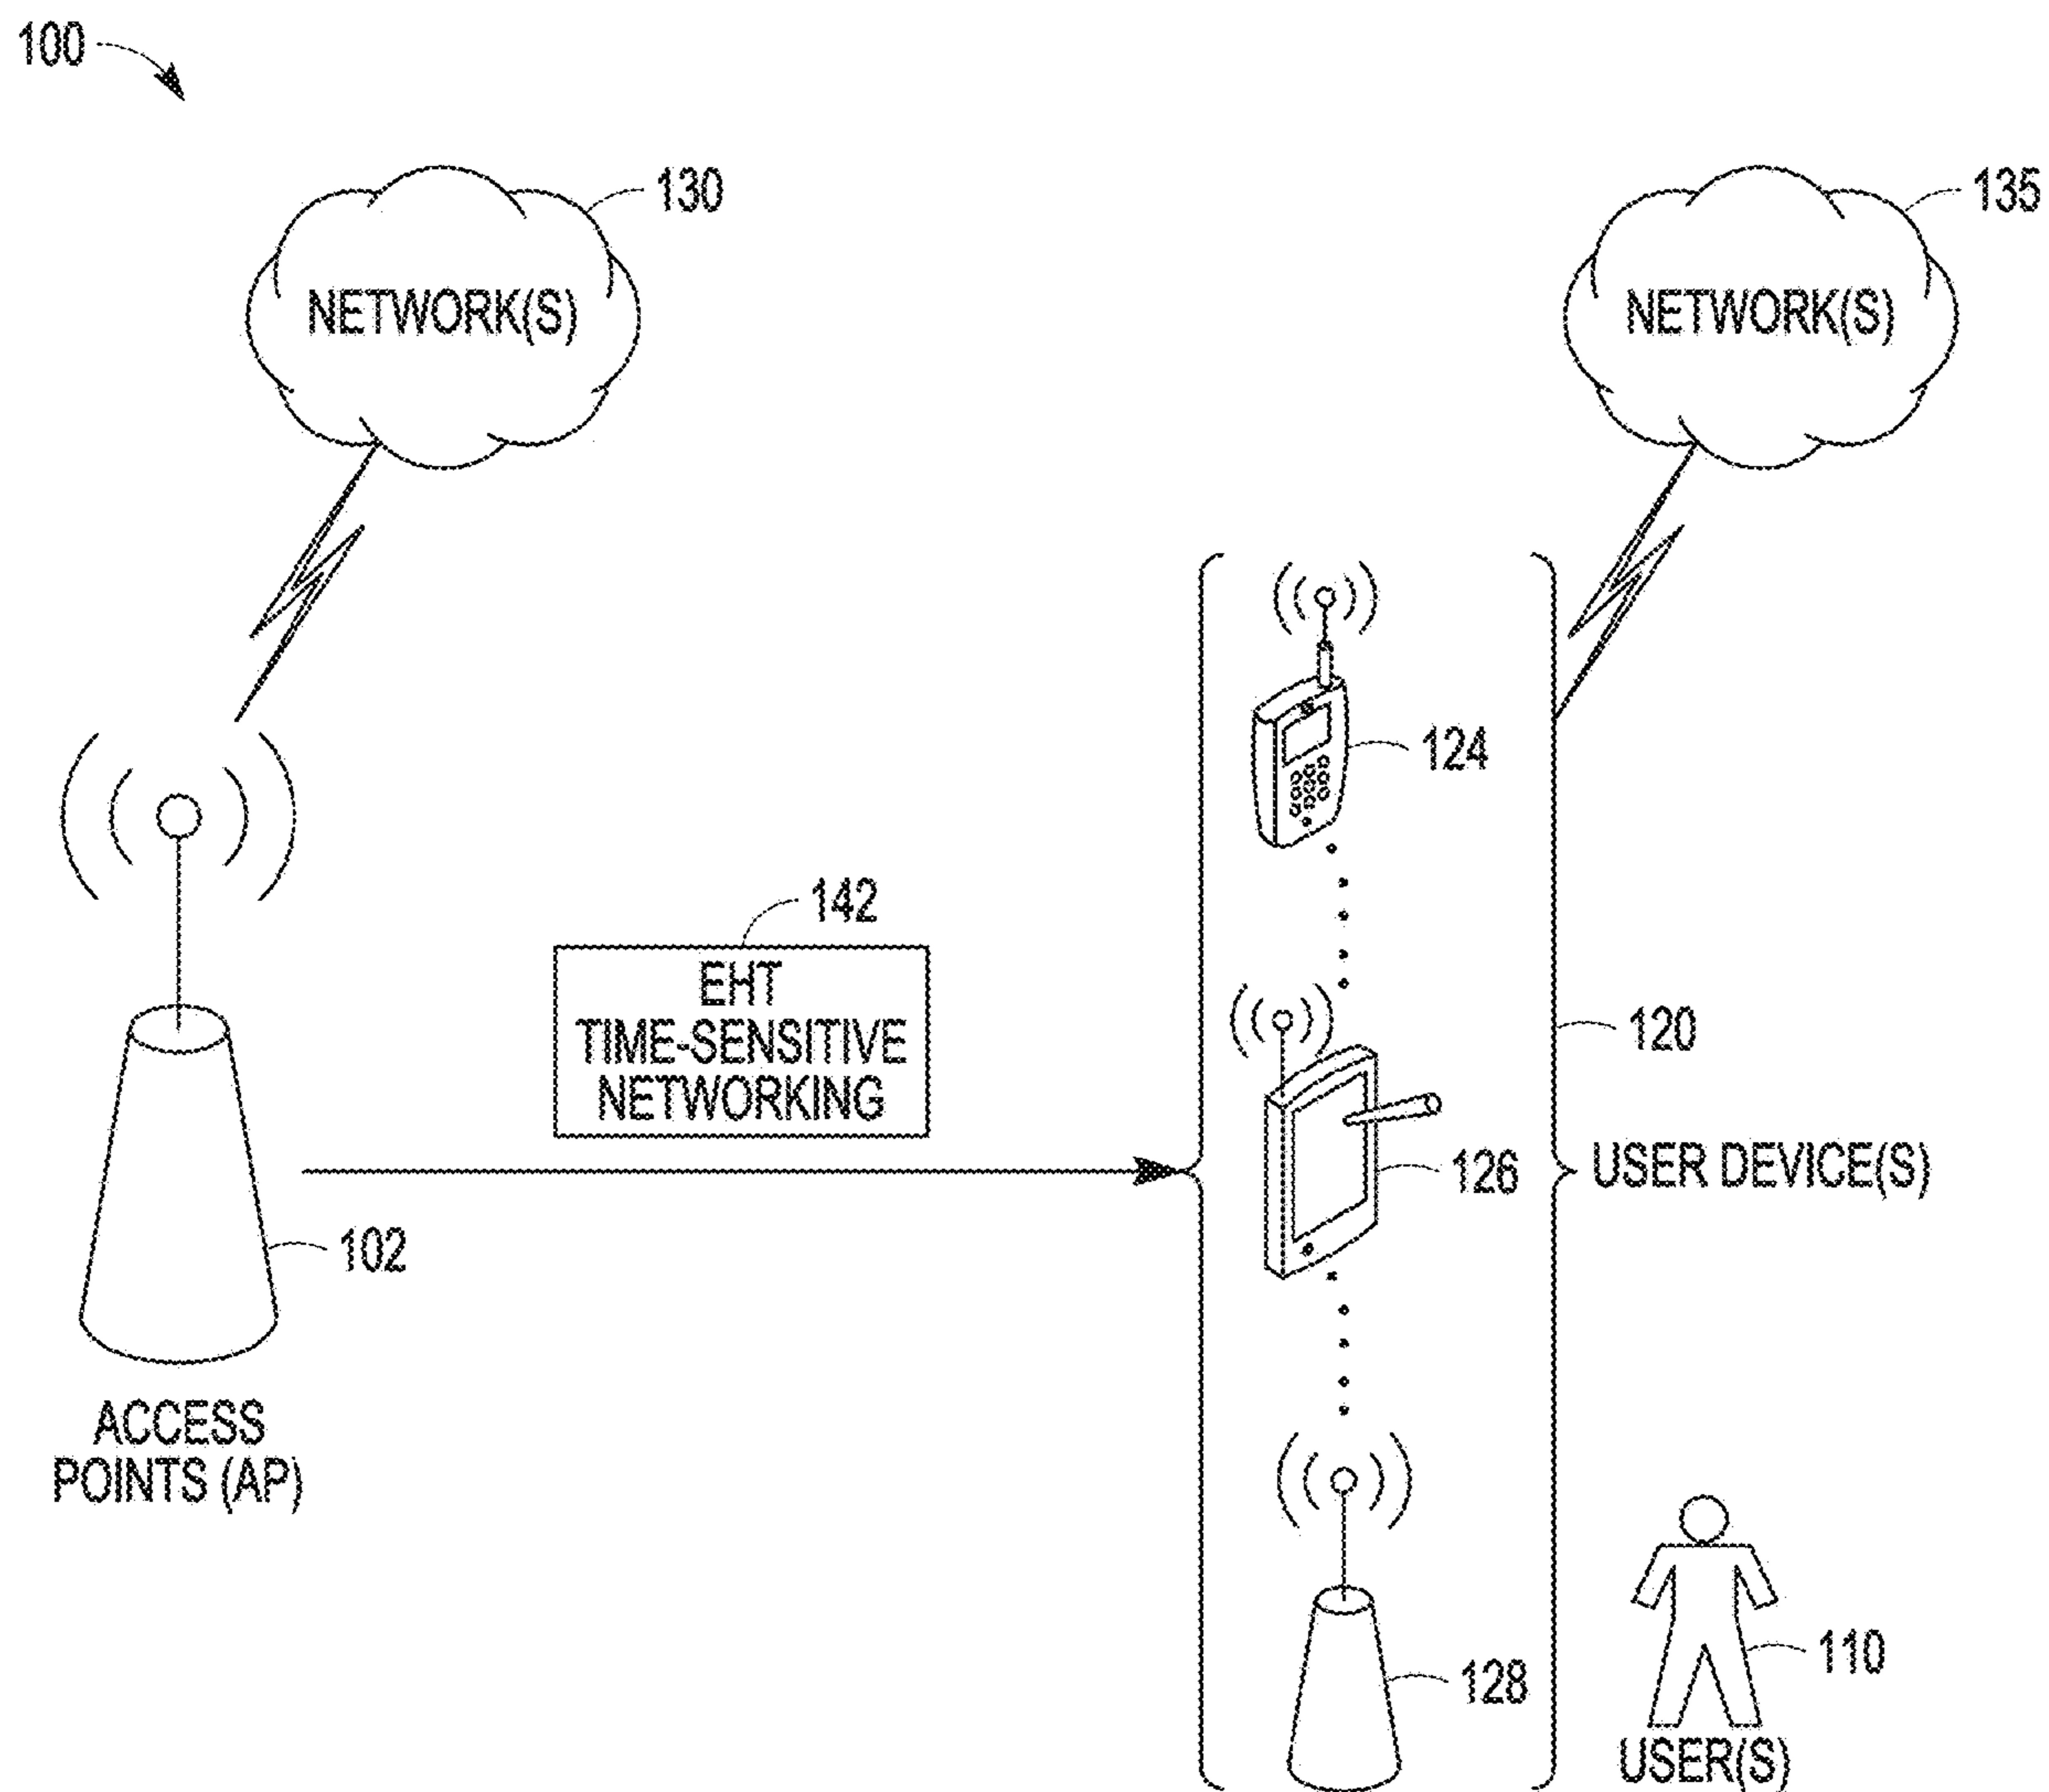 100
130
NETWORK(S)
135
NETWORK(S)
124
142
EHT
TIME-SENSITIVE
NETWORKING
120
126
USER DEVICE(S)
102
ACCESS
POINTS (AP)
128
110
USER(S)